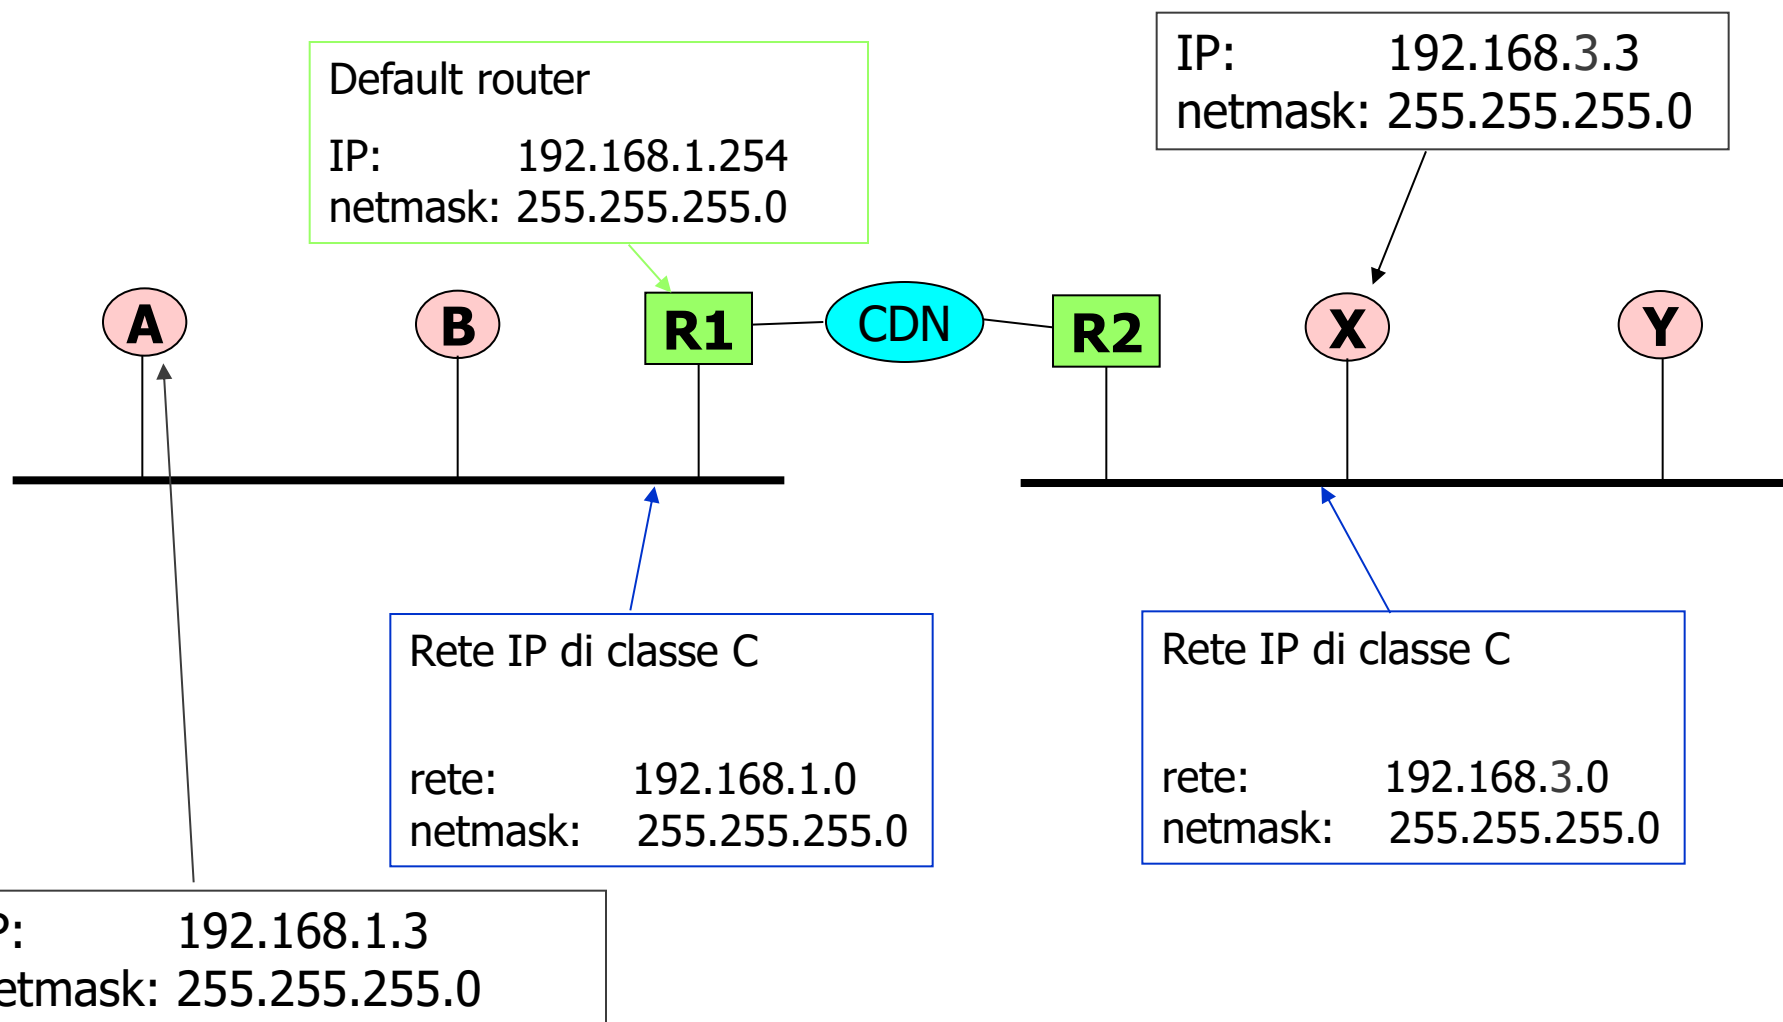 Default router
IP: 192.168.1.254
netmask: 255.255.255.0
IP: 192.168.3.3
netmask: 255.255.255.0
A
B
R1
CDN
R2
X
Y
Rete IP di classe C
rete: 192.168.1.0
netmask: 255.255.255.0
Rete IP di classe C
rete: 192.168.3.0
netmask: 255.255.255.0
P: 192.168.1.3
etmask: 255.255.255.0